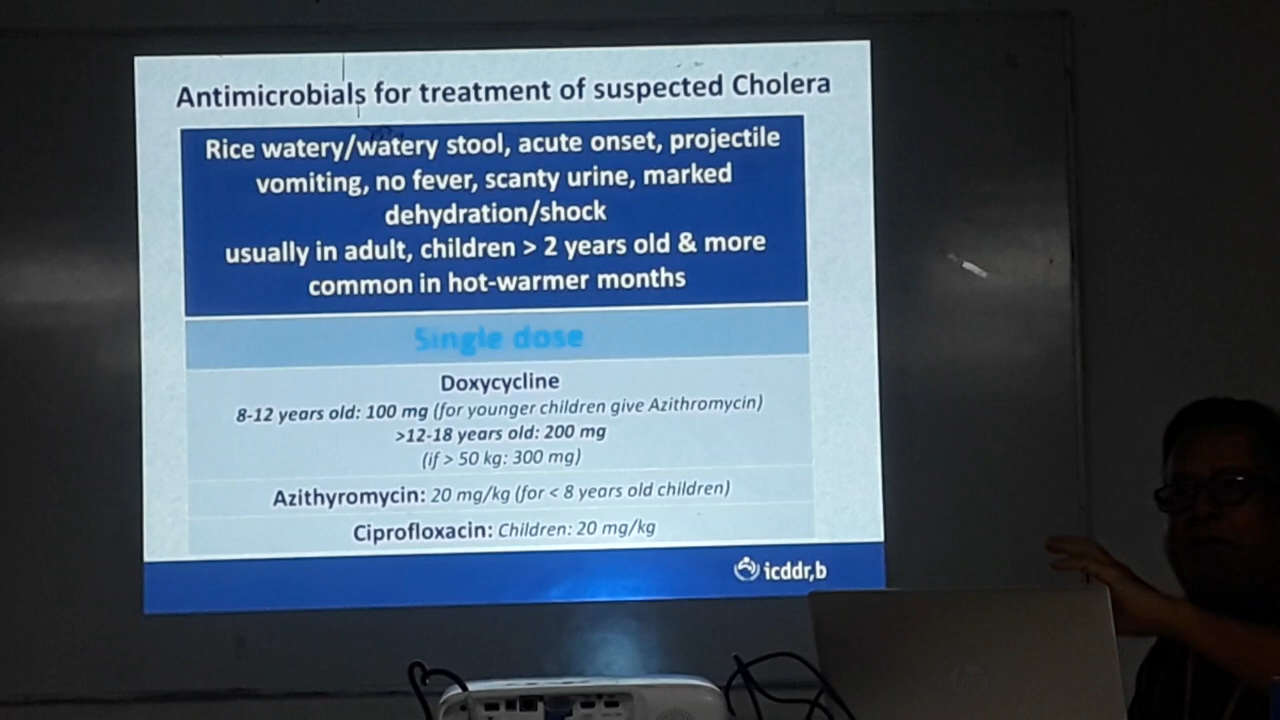 Antimicrobials for treatment of suspected Cholera
Rice watery/watery stool, acute onset, projectile
vomiting, no fever, scanty urine, marked
dehydration/shock
usually in adult, children > 2 years old & more
common in hot-warmer months
Single dose
Doxycycline
8-12 years old: 100 mg (for younger children give Azithromycin)
>12-18 years old: 200 mg
(if > 50 kg: 300 mg)
Azithyromycin: 20 mg/kg (for < 8 years old children)
Ciprofloxacin: Children: 20 mg/kg
icddr,b